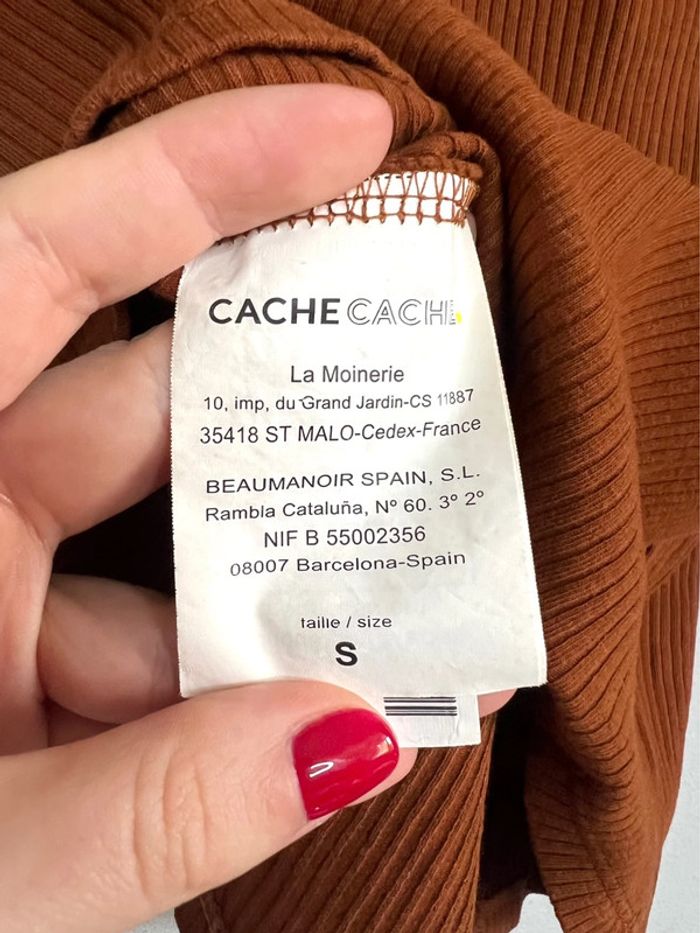 CACHE CACHE
La Moinerie
10, imp, du Grand Jardin-CS 11887
35418 ST MALO-Cedex-France
BEAUMANOIR SPAIN, S.L.
Rambla Cataluña, Nº 60. 3º 2º
NIF B 55002356
08007 Barcelona-Spain
taille / size
S